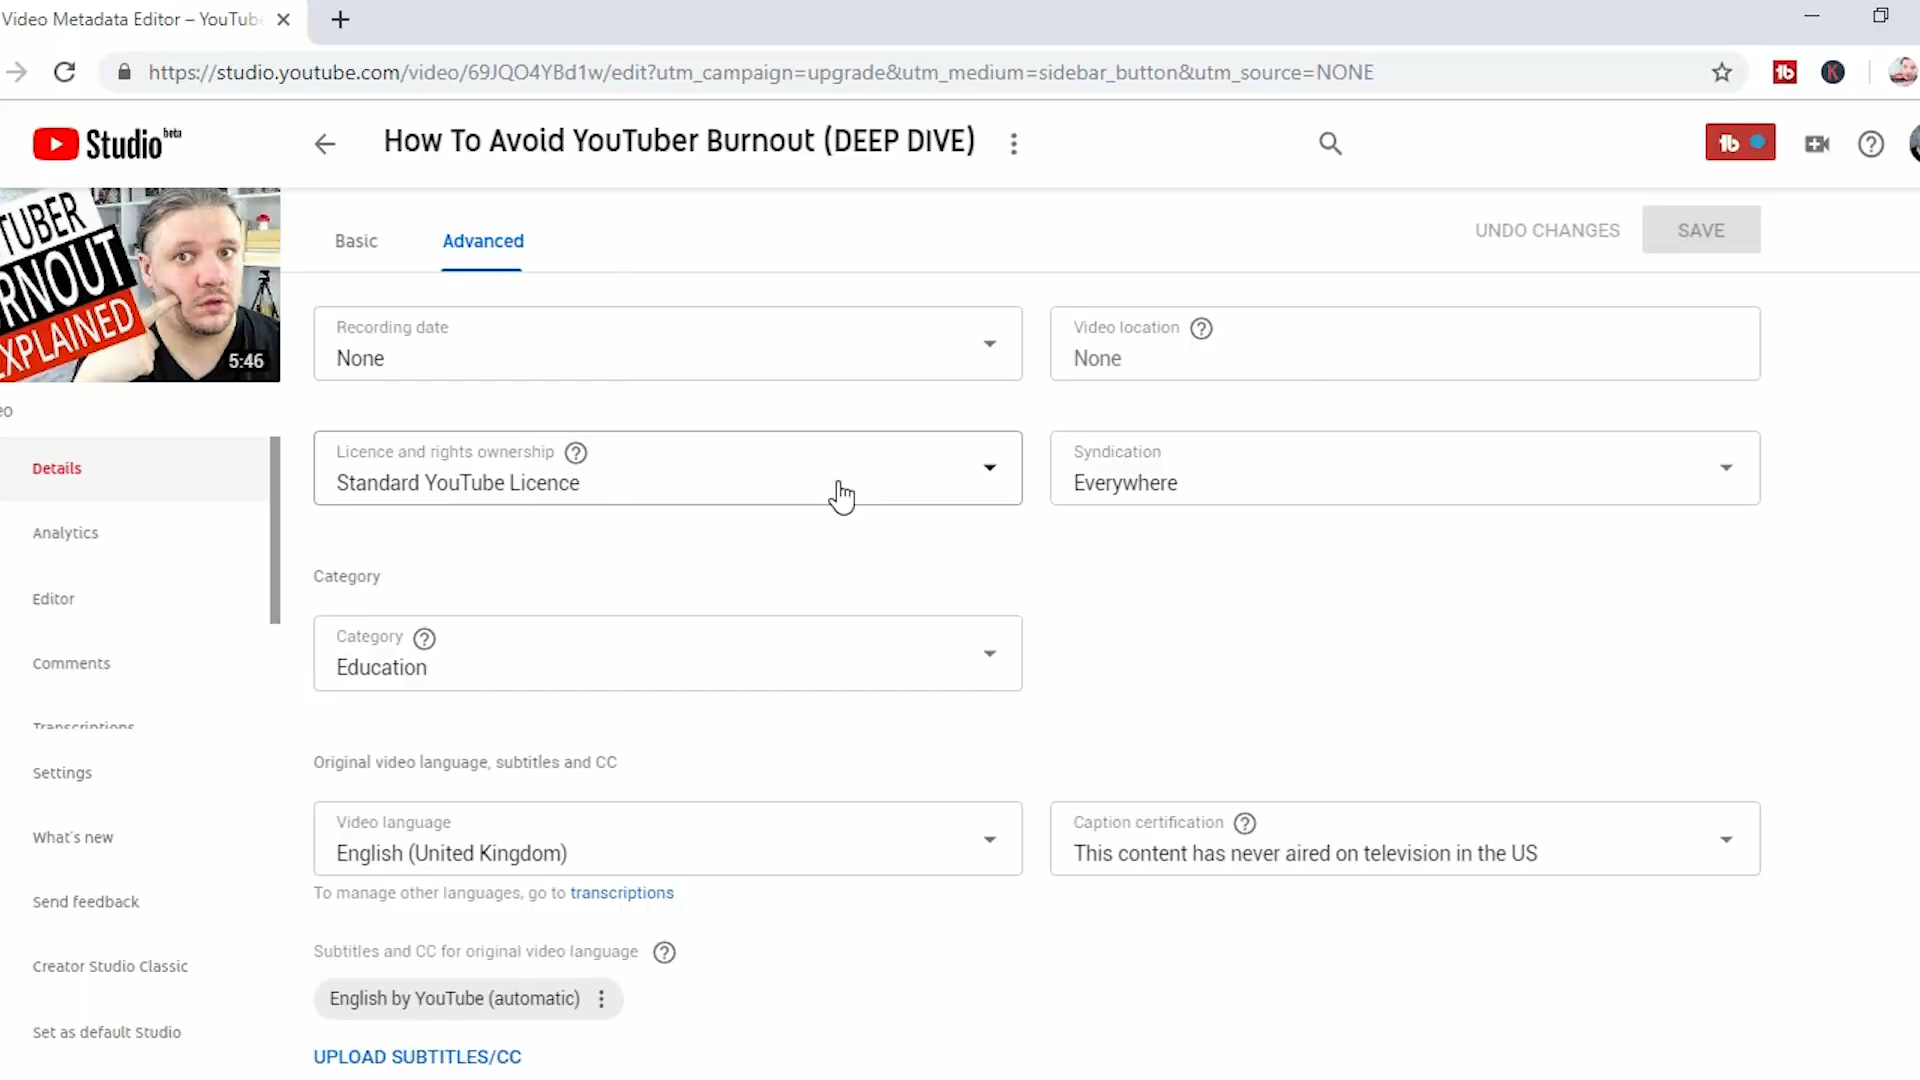 Video Metadata Editor – YouTub
https://studio.youtube.com/video/69JQO4YBd1w/edit?utm_campaign=upgrade&utm_medium=sidebar_button&utm_source=NONE
Studio beta
How To Avoid YouTuber Burnout (DEEP DIVE)
TUBER
RNOUT
XPLAINED
5:46
eo
Basic
Advanced
UNDO CHANGES
SAVE
Recording date
None
Video location
None
Licence and rights ownership
Standard YouTube Licence
Syndication
Everywhere
Category
Category
Education
Original video language, subtitles and CC
Video language
English (United Kingdom)
Caption certification
This content has never aired on television in the US
To manage other languages, go to transcriptions
Subtitles and CC for original video language
English by YouTube (automatic)
UPLOAD SUBTITLES/CC
Details
Analytics
Editor
Comments
Transcriptions
Settings
What's new
Send feedback
Creator Studio Classic
Set as default Studio